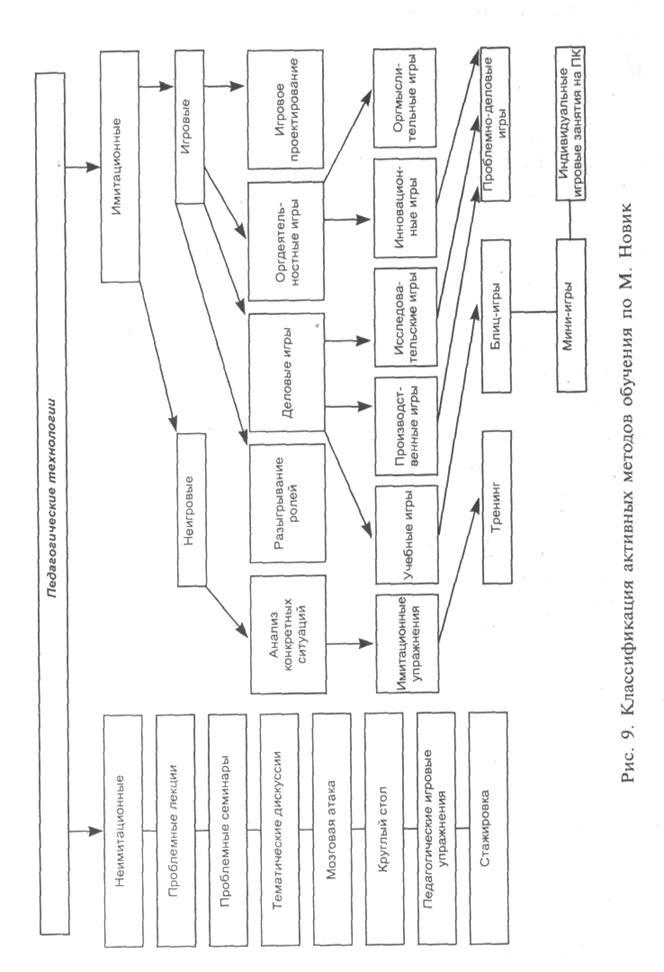 Педагогические технологии
Неимитационные
Имитационные
Проблемные лекции
Неигровые
Игровые
Проблемные семинары
Тематические дискуссии
Мозговая атака
Круглый стол
Педагогические игровые
упражнения
Стажировка
Анализ
конкретных
ситуаций
Разыгрывание
ролей
Деловые игры
Оргдеятель-
ностные игры
Игровое
проектирование
Имитационные
упражнения
Учебные игры
Производст-
венные игры
Исследова-
тельские игры
Инновацион-
ные игры
Оргмысли-
тельные игры
Тренинг
Блиц-игры
Проблемно-деловые
игры
Мини-игры
Индивидуальные
игровые занятия на ПК
Рис. 9. Классификация активных методов обучения по М. Новик